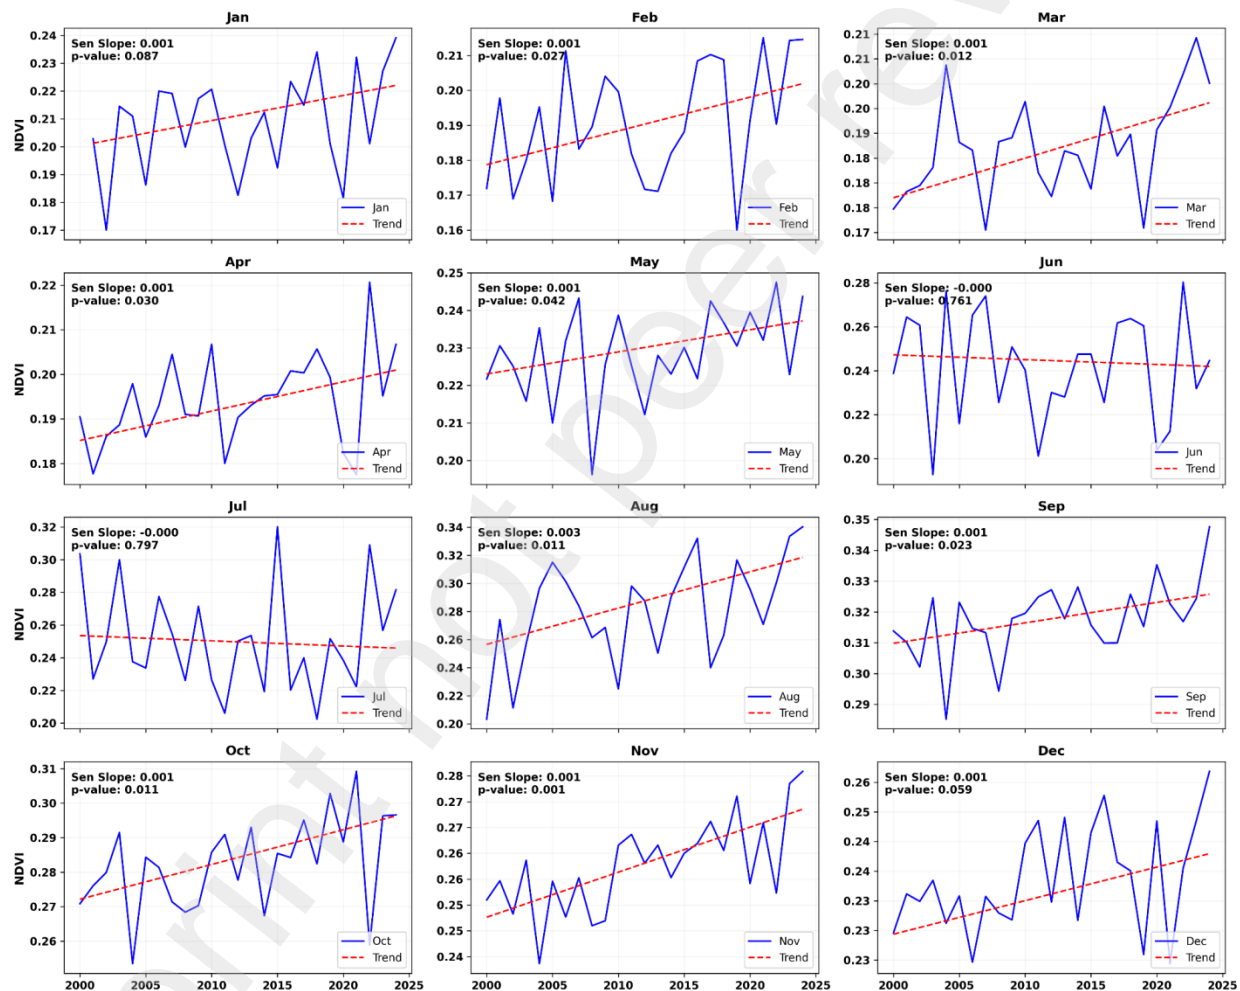 Jan
Sen Slope: 0.001
p-value: 0.087
NDVI
0.24
0.23
0.22
0.21
0.20
0.19
0.18
0.17
Jan
Trend
Feb
Sen Slope: 0.001
p-value: 0.027
0.21
0.20
0.19
0.18
0.17
0.16
Feb
Trend
Mar
Sen Slope: 0.001
p-value: 0.012
0.21
0.20
0.20
0.19
0.18
0.18
0.17
Mar
Trend
Apr
Sen Slope: 0.001
p-value: 0.030
NDVI
0.22
0.21
0.20
0.19
0.18
Apr
Trend
May
Sen Slope: 0.001
p-value: 0.042
0.25
0.24
0.23
0.22
0.21
0.20
May
Trend
Jun
Sen Slope: -0.000
p-value: 0.761
0.28
0.26
0.24
0.22
0.20
Jun
Trend
Jul
Sen Slope: -0.000
p-value: 0.797
NDVI
0.32
0.30
0.28
0.26
0.24
0.22
0.20
Jul
Trend
Aug
Sen Slope: 0.003
p-value: 0.011
0.34
0.32
0.30
0.28
0.26
0.24
0.22
0.20
Aug
Trend
Sep
Sen Slope: 0.001
p-value: 0.023
0.35
0.34
0.33
0.32
0.31
0.30
0.29
Sep
Trend
Oct
Sen Slope: 0.001
p-value: 0.011
NDVI
0.31
0.30
0.29
0.28
0.27
0.26
Oct
Trend
2000 2005 2010 2015 2020 2025
Nov
Sen Slope: 0.001
p-value: 0.001
0.28
0.27
0.27
0.26
0.26
0.25
0.25
0.24
Nov
Trend
2000 2005 2010 2015 2020 2025
Dec
Sen Slope: 0.001
p-value: 0.059
0.26
0.24
0.24
0.23
0.23
Dec
Trend
2000 2005 2010 2015 2020 2025
print not peer re